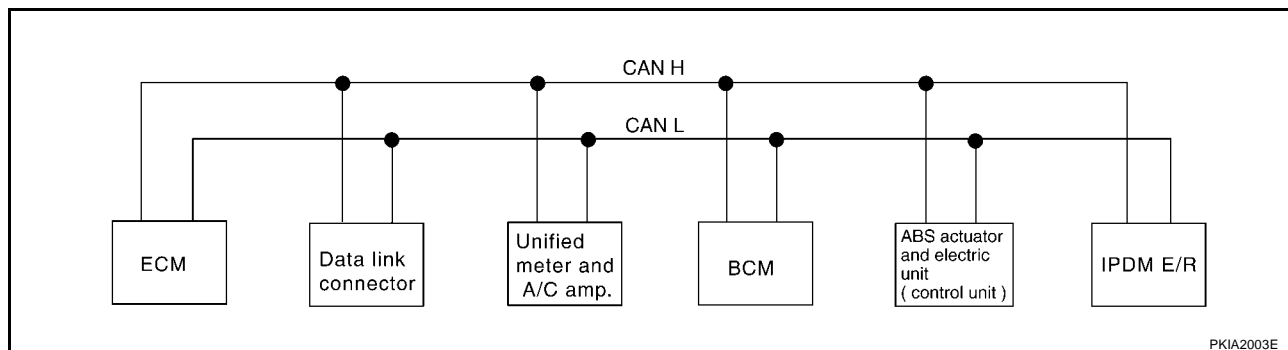 CAN H
CAN L
ECM
Data link
connector
Unified
meter and
A/C amp.
BCM
ABS actuator
and electric
unit
( control unit )
IPDM E/R
PKIA2003E